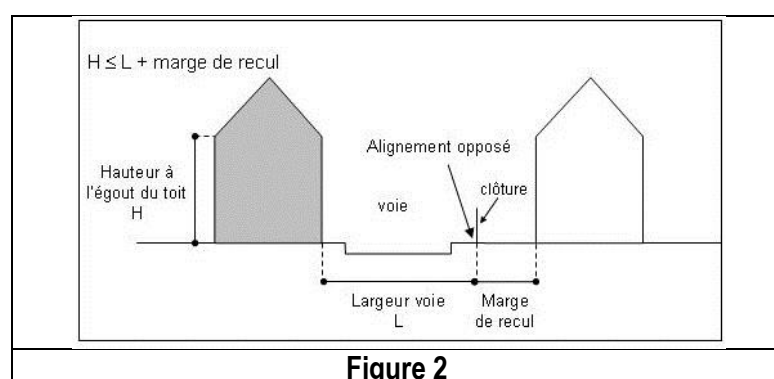 H ≤ L + marge de recul
Alignement opposé
clôture
Hauteur à
l'égout du toit
H
voie
Largeur voie
L
Marge
de recul
Figure 2